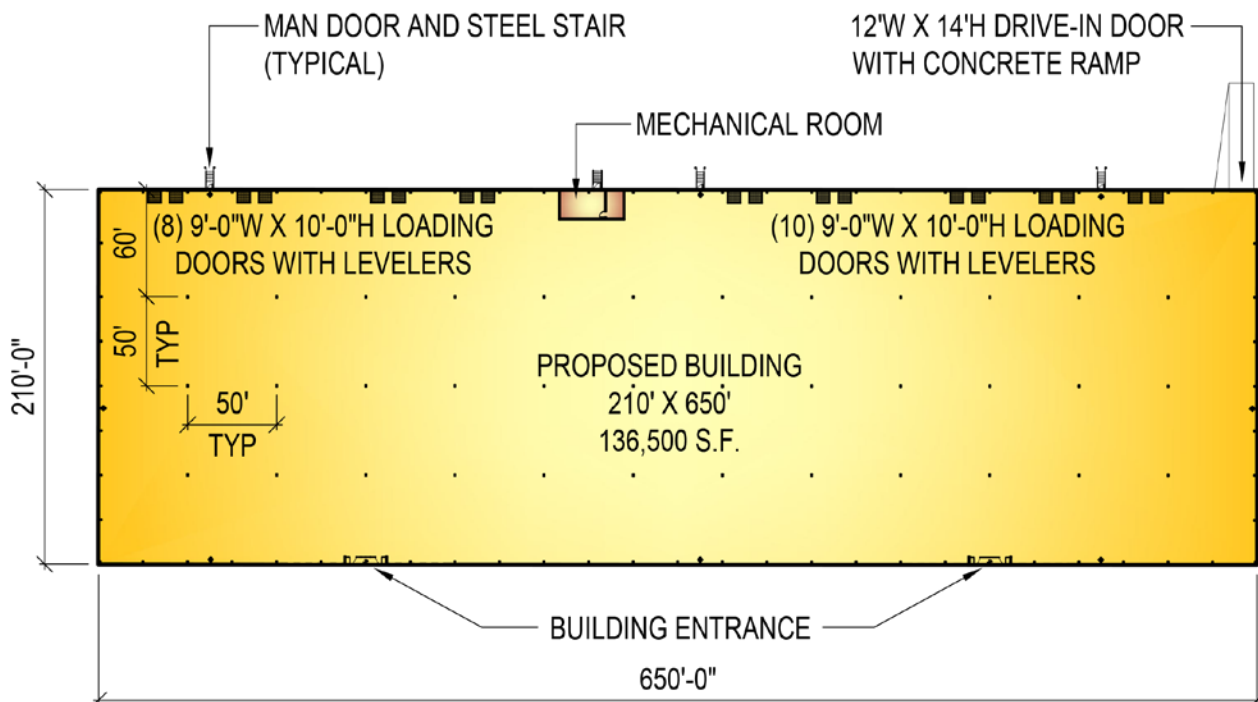 MAN DOOR AND STEEL STAIR
(TYPICAL)
12'W X 14'H DRIVE-IN DOOR
WITH CONCRETE RAMP
MECHANICAL ROOM
(8) 9'-0"W X 10'-0"H LOADING
DOORS WITH LEVELERS
(10) 9'-0"W X 10'-0"H LOADING
DOORS WITH LEVELERS
60'
50'
TYP
210'-0"
50'
TYP
PROPOSED BUILDING
210' X 650'
136,500 S.F.
BUILDING ENTRANCE
650'-0"